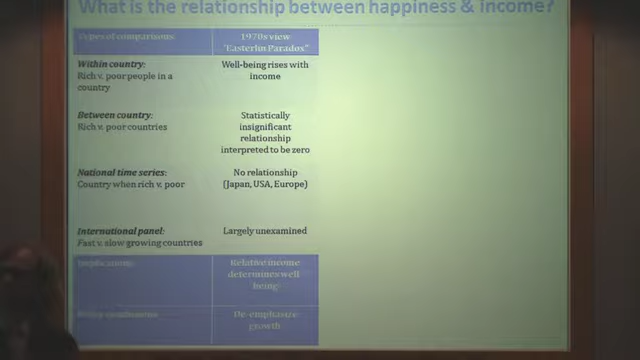 What is the relationship between happiness & income?
Types of comparisons
1970s view
"Easterlin Paradox"
Within country:
Rich v. poor people in a
country
Well-being rises with
income
Between country:
Rich v. poor countries
Statistically
insignificant
relationship
interpreted to be zero
National time series:
Country when rich v. poor
No relationship
(Japan, USA, Europe)
International panel:
Fast v. slow growing countries
Largely unexamined
Implication:
Relative income
determines well
being
Policy conclusions
De-emphasize
growth